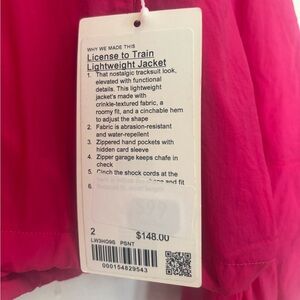 WHY WE MADE THIS
License to Train
Lightweight Jacket
1. That nostalgic tracksuit look,
elevated with functional
details. This lightweight
jacket's made with
crinkle-textured fabric, a
roomy fit, and a cinchable hem
to adjust the shape
2. Fabric is abrasion-resistant
and water-repellent
3. Zippered hand pockets with
hidden card sleeve
4. Zipper garage keeps chafe in
check
5. Cinch the shock cords at the
and fit
6.
2 $148.00
LW3HO9S PSNT
000154829543